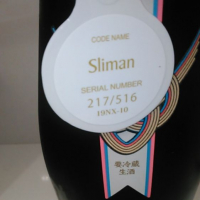 CODE NAME
Sliman
SERIAL NUMBER
217/516
19NX-10
要冷蔵
生酒